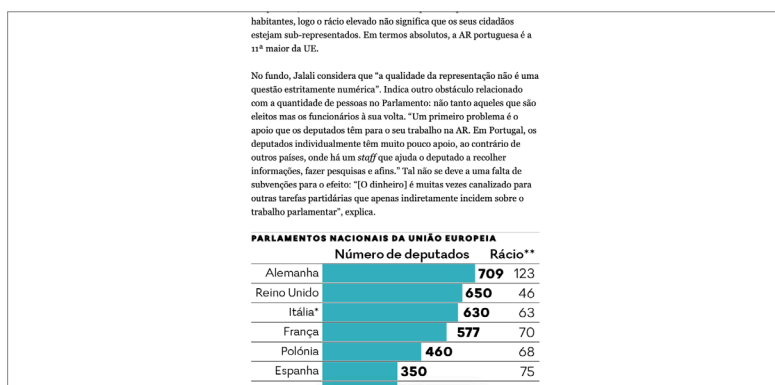 habitantes, logo o rácio elevado não significa que os seus cidadãos
estejam sub-representados. Em termos absolutos, a AR portuguesa é a
11ª maior da UE.
No fundo, Jalali considera que “a qualidade da representação não é uma
questão estritamente numérica”. Indica outro obstáculo relacionado
com a quantidade de pessoas no Parlamento: não tanto aqueles que são
eleitos mas os funcionários à sua volta. “Um primeiro problema é o
apoio que os deputados têm para o seu trabalho na AR. Em Portugal, os
deputados individualmente têm muito pouco apoio, ao contrário de
outros países, onde há um staff que ajuda o deputado a recolher
informações, fazer pesquisas e afins.” Tal não se deve a uma falta de
subvenções para o efeito: “[O dinheiro] é muitas vezes canalizado para
outras tarefas partidárias que apenas indiretamente incidem sobre o
trabalho parlamentar”, explica.
PARLAMENTOS NACIONAIS DA UNIÃO EUROPEIA
Número de deputados Rácio**
Alemanha 709 123
Reino Unido 650 46
Itália* 630 63
França 577 70
Polónia 460 68
Espanha 350 75